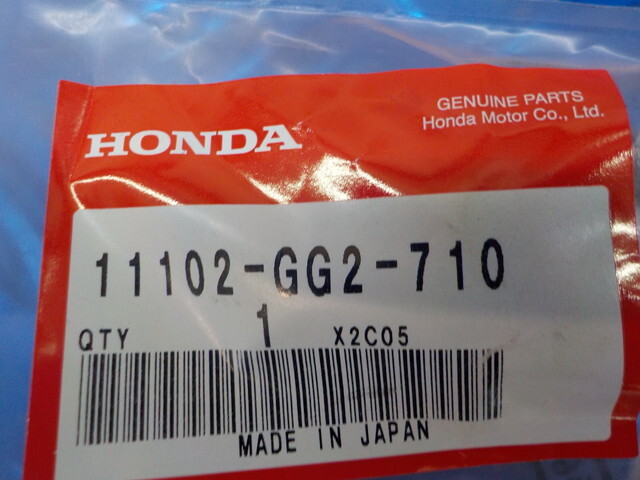 HONDA
GENUINE PARTS
Honda Motor Co., Ltd.
11102-GG2-710
QTY 1 X2C05
MADE IN JAPAN